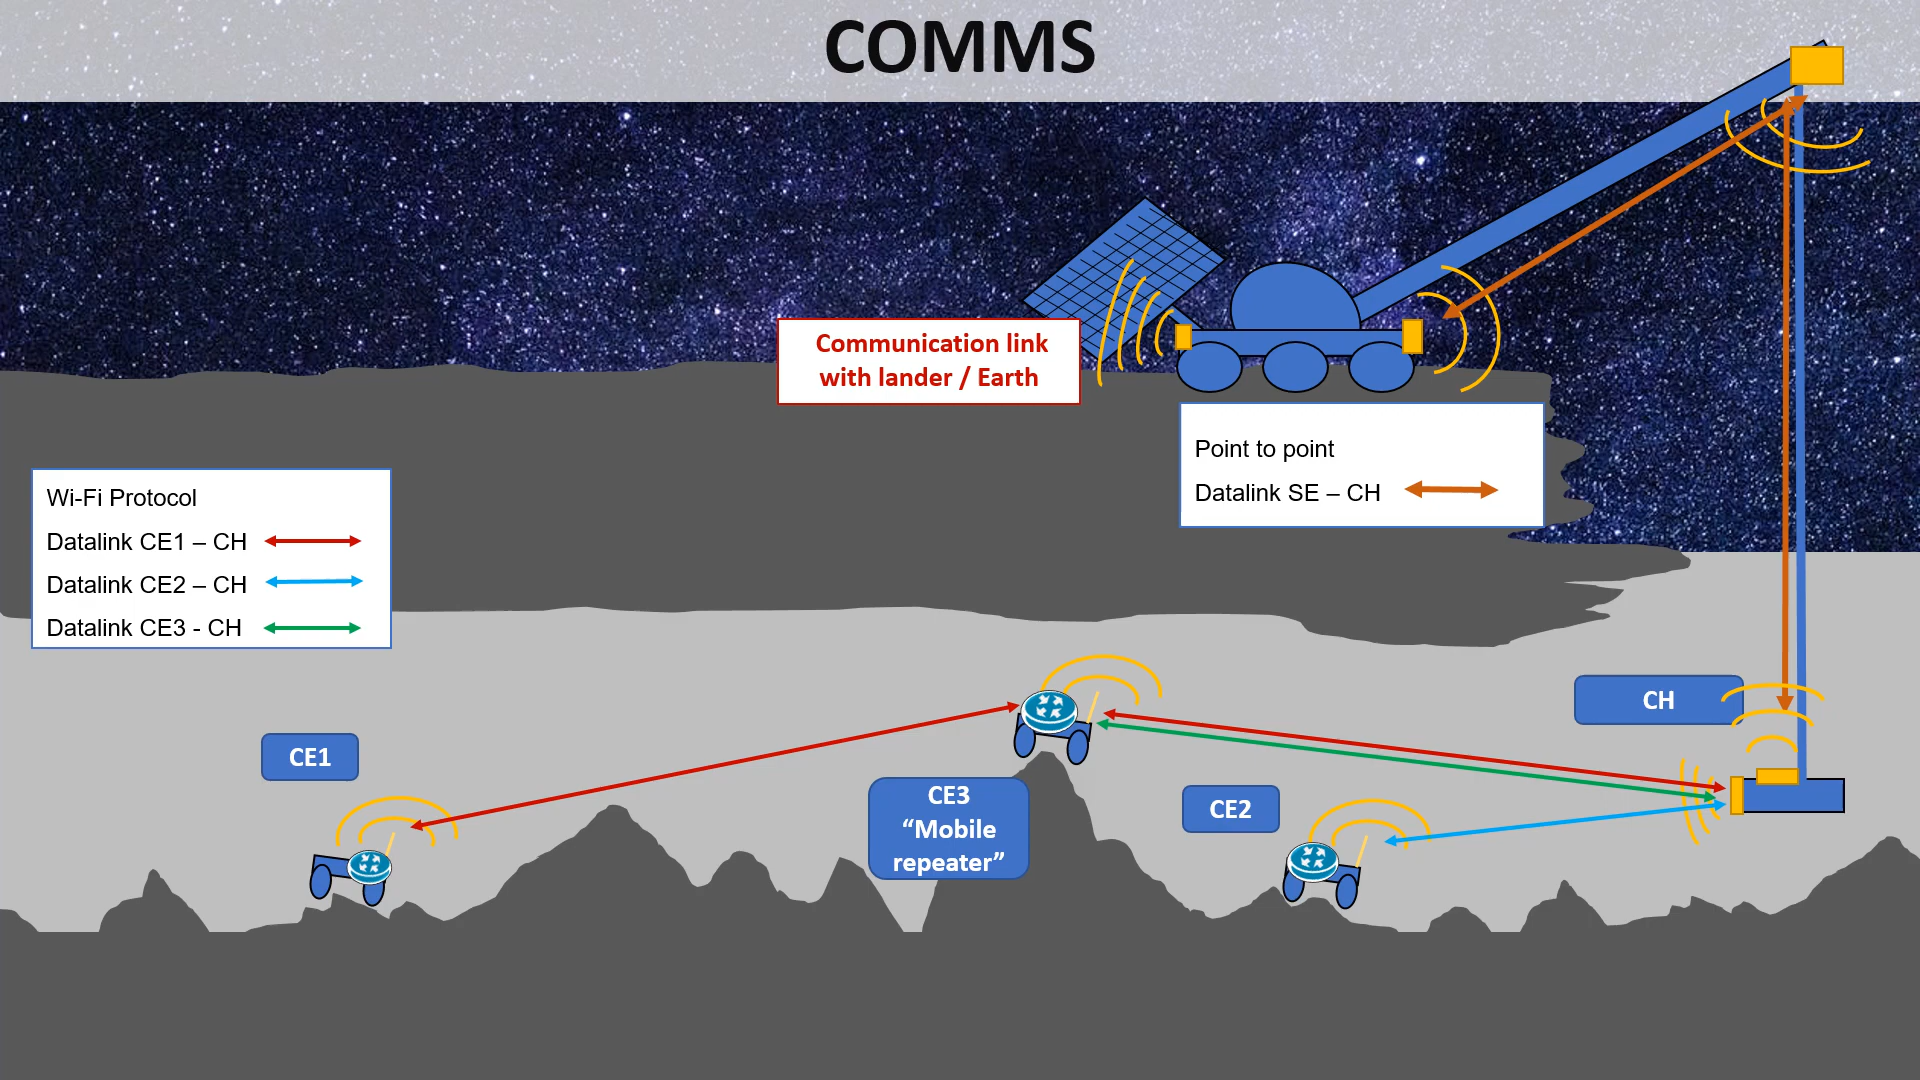 COMMS
Communication link
with lander / Earth
Point to point
Datalink SE – CH
Wi-Fi Protocol
Datalink CE1 – CH
Datalink CE2 – CH
Datalink CE3 - CH
CH
CE1
CE3
“Mobile
repeater”
CE2